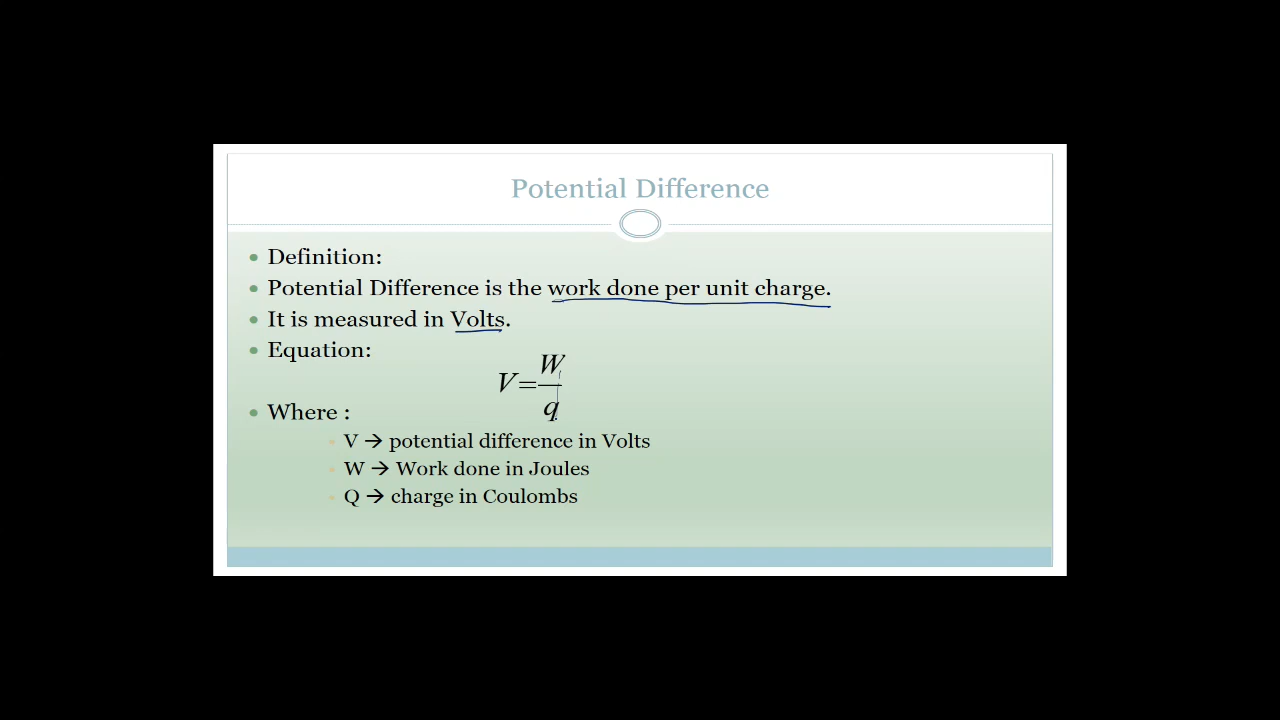 Potential Difference
• Definition:
• Potential Difference is the work done per unit charge.
• It is measured in Volts.
• Equation:
V = W/q
• Where :
• V → potential difference in Volts
• W → Work done in Joules
• Q → charge in Coulombs